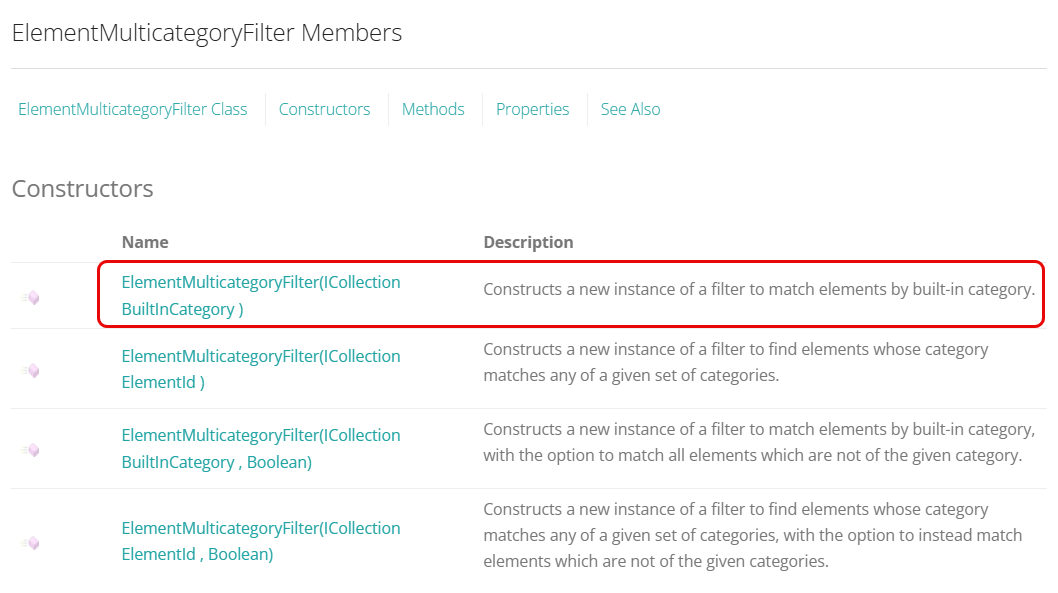 ElementMulticategoryFilter Members
ElementMulticategoryFilter Class
Constructors
Methods
Properties
See Also
Constructors
Name
Description
ElementMulticategoryFilter(ICollection
BuiltInCategory )
Constructs a new instance of a filter to match elements by built-in category.
ElementMulticategoryFilter(ICollection
ElementId )
Constructs a new instance of a filter to find elements whose category
matches any of a given set of categories.
ElementMulticategoryFilter(ICollection
BuiltInCategory , Boolean)
Constructs a new instance of a filter to match elements by built-in category,
with the option to match all elements which are not of the given category.
ElementMulticategoryFilter(ICollection
ElementId , Boolean)
Constructs a new instance of a filter to find elements whose category
matches any of a given set of categories, with the option to instead match
elements which are not of the given categories.